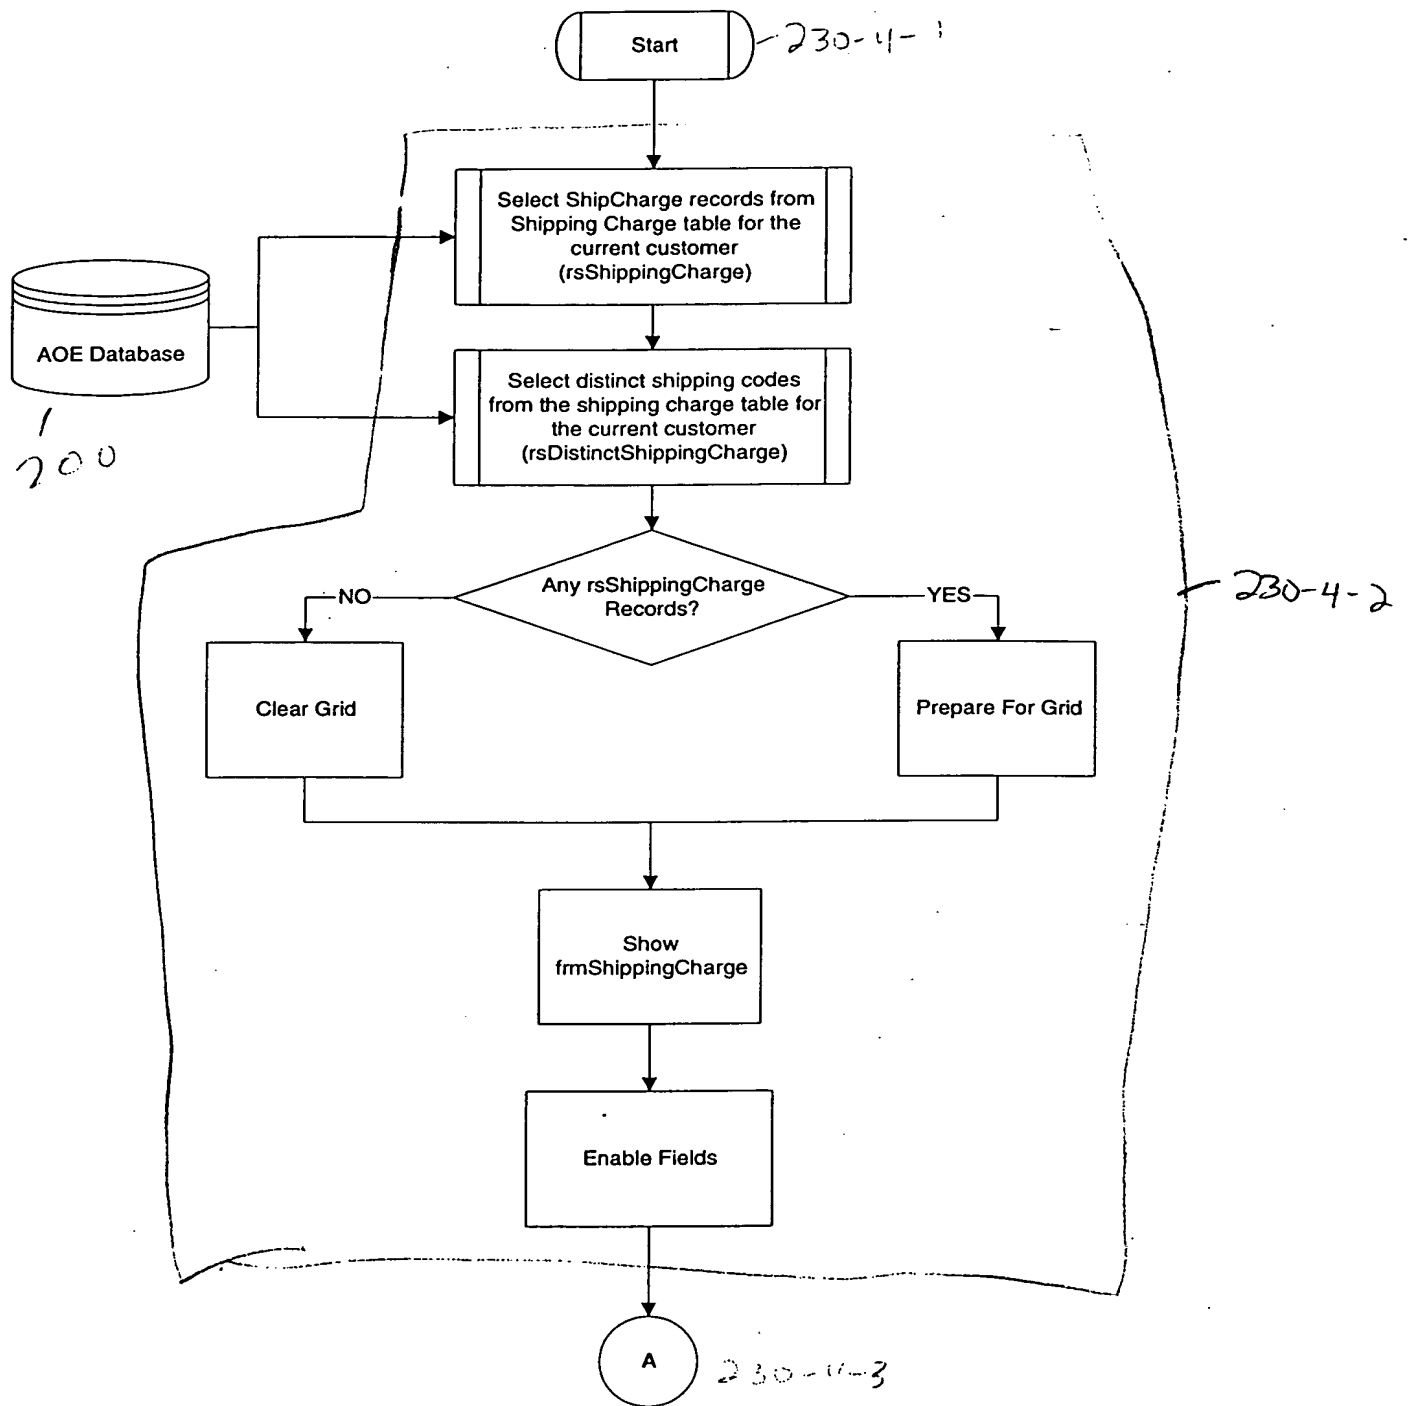 Start
230-4-1
Select ShipCharge records from
Shipping Charge table for the
current customer
(rsShippingCharge)
AOE Database
200
Select distinct shipping codes
from the shipping charge table for
the current customer
(rsDistinctShippingCharge)
Any rsShippingCharge
Records?
NO
YES
230-4-2
Clear Grid
Prepare For Grid
Show
frmShippingCharge
Enable Fields
A
230-4-3